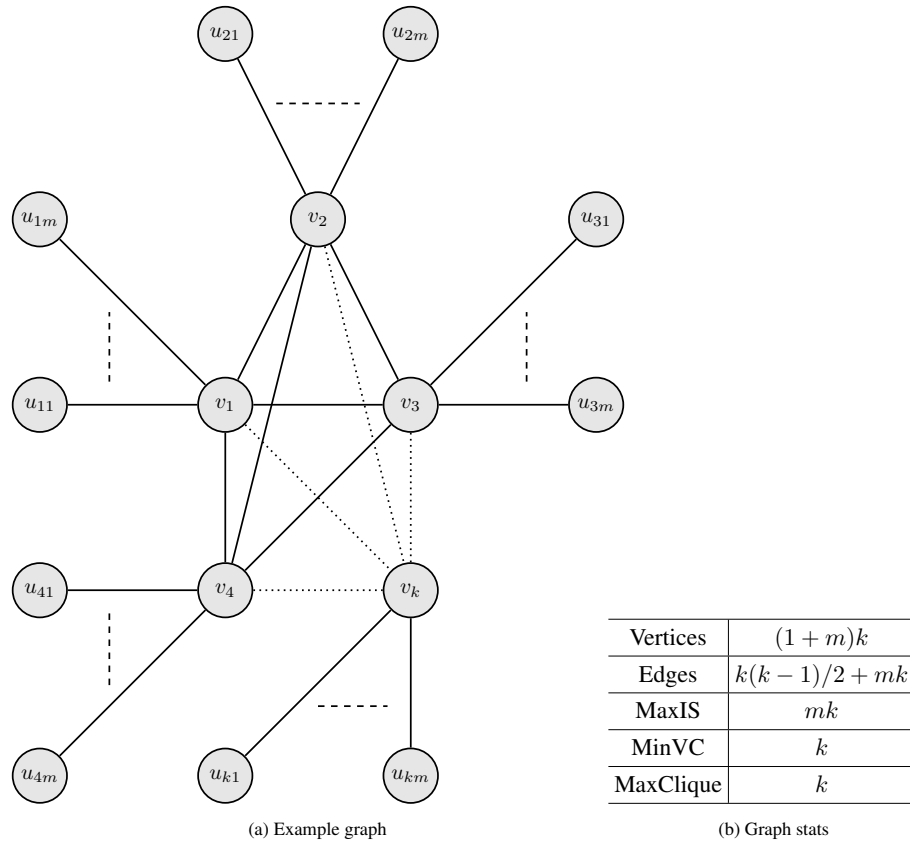 u21 u2m
u1m v2 u31
u11 v1 v3 u3m
u41 v4 vk
u4m uk1 ukm
Vertices (1 + m)k
Edges k(k − 1)/2 + mk
MaxIS mk
MinVC k
MaxClique k
(a) Example graph
(b) Graph stats